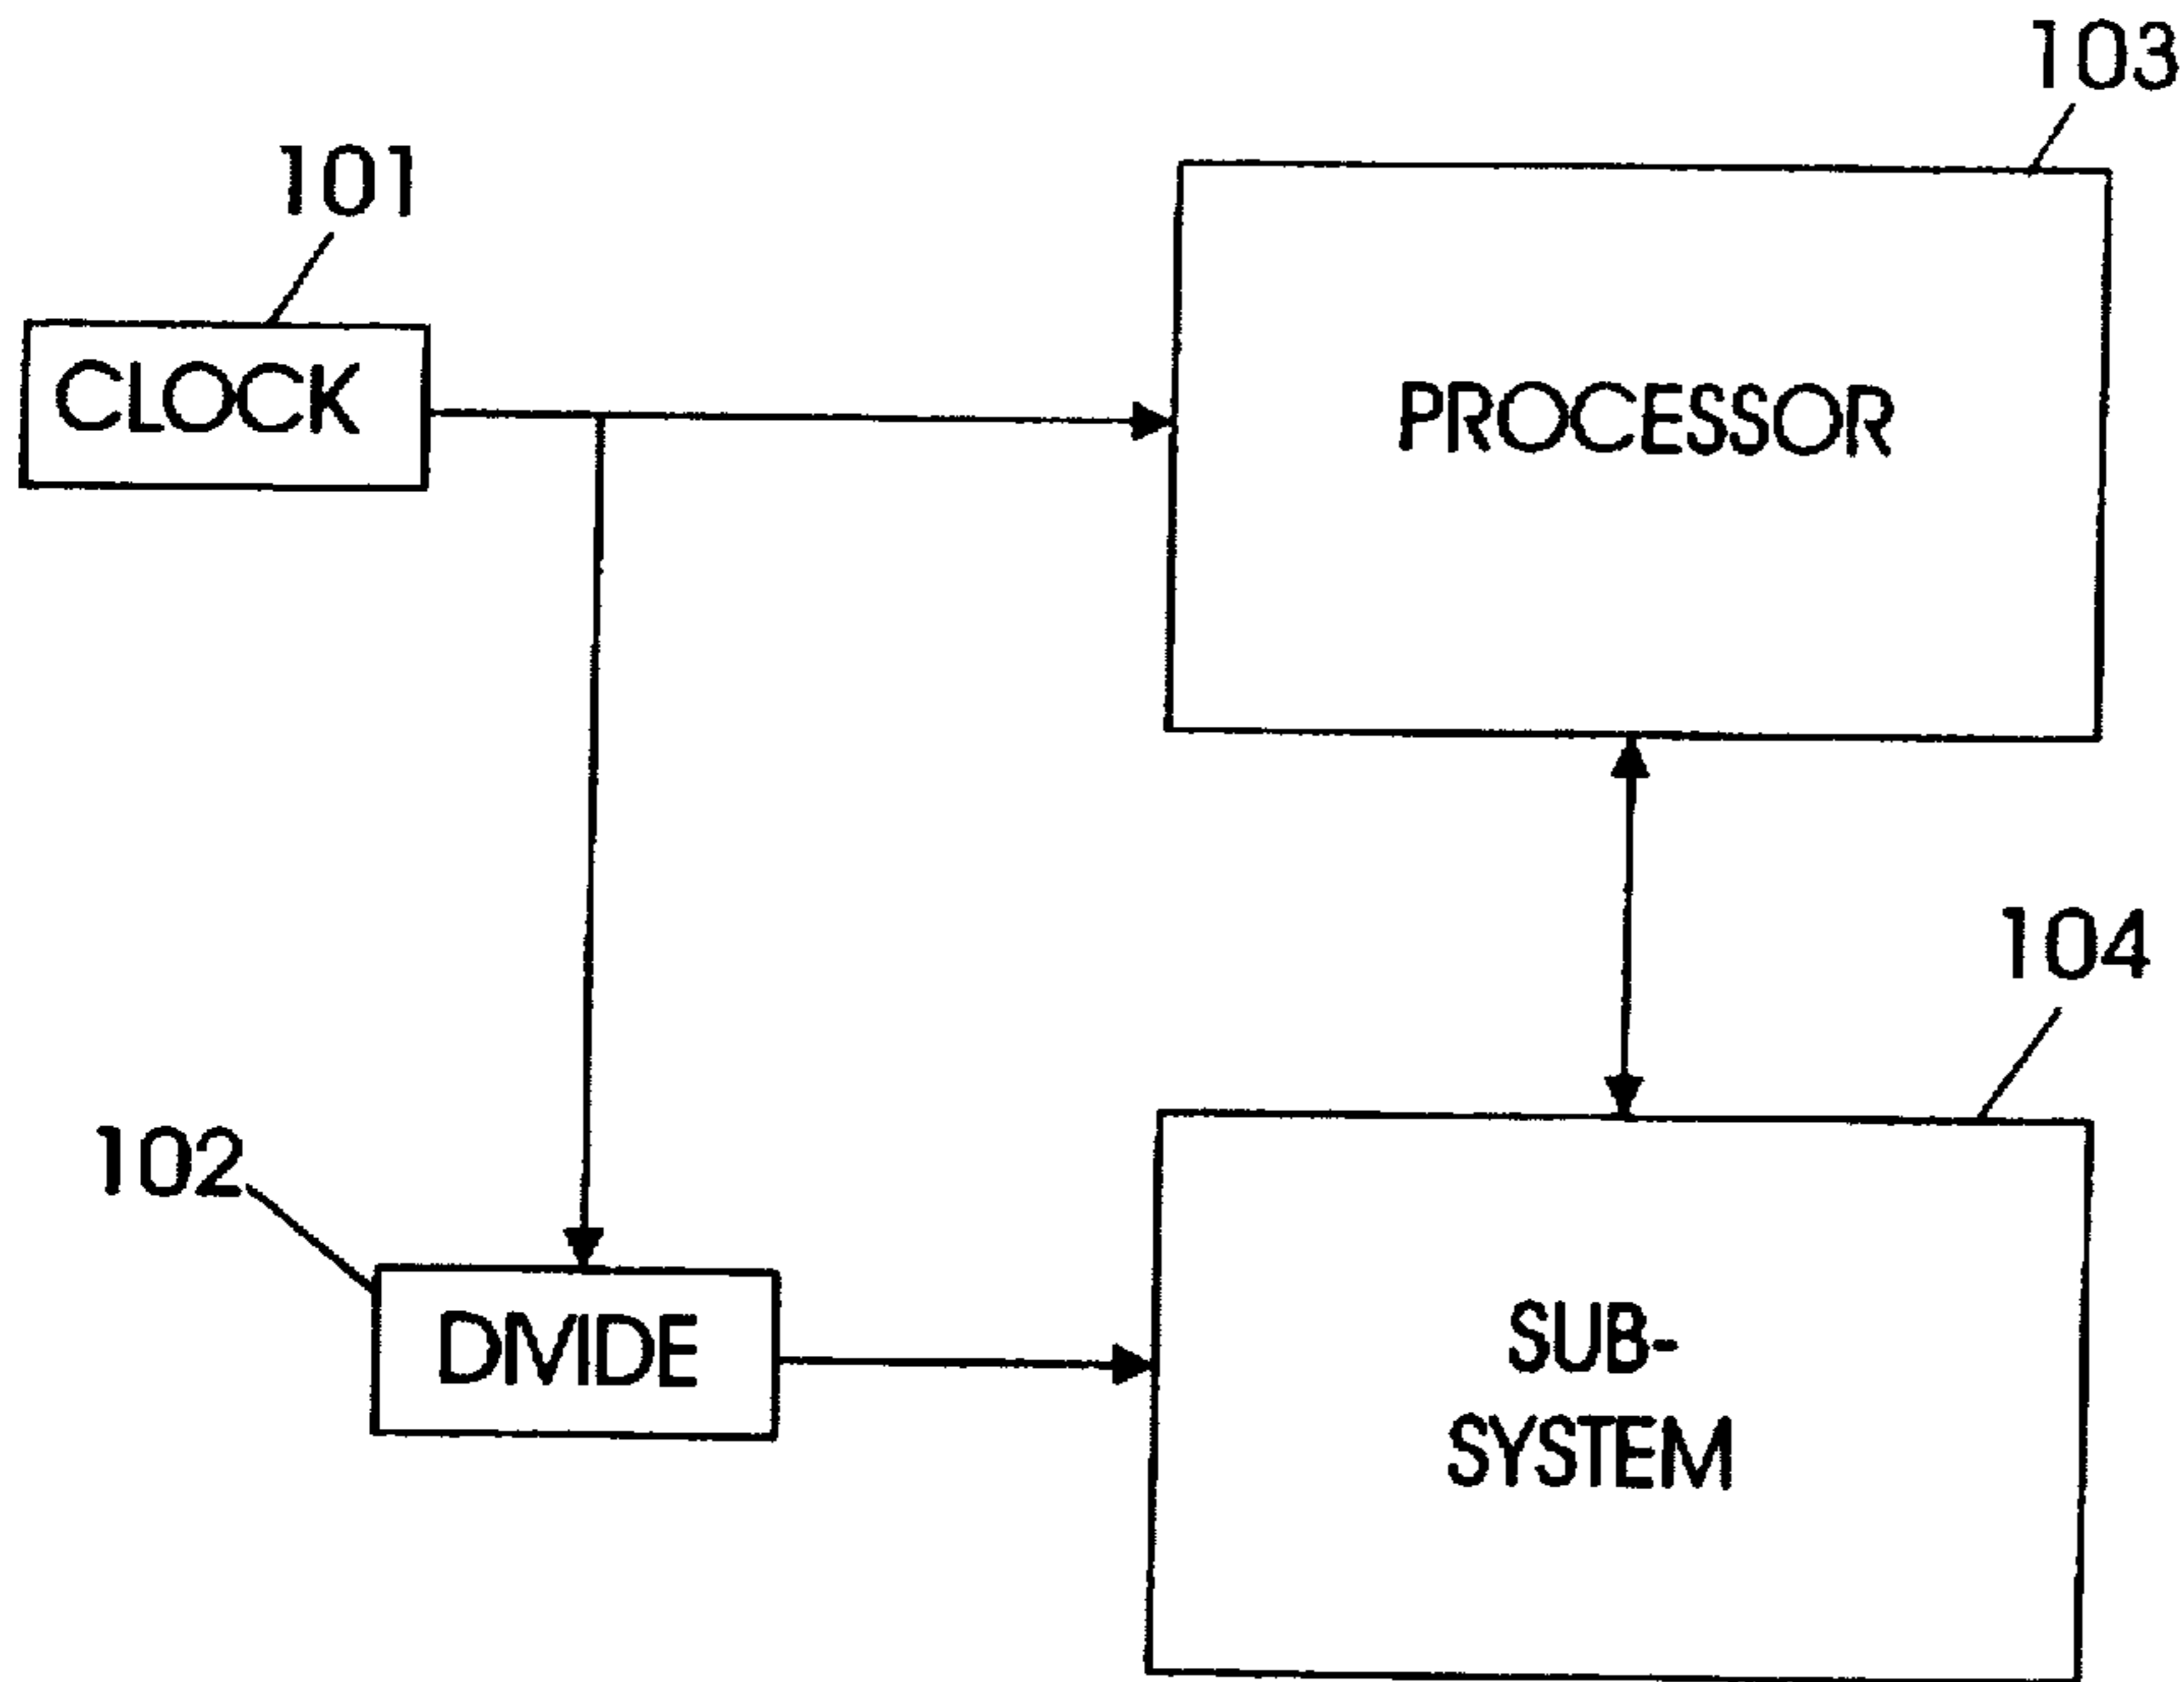 103
101
CLOCK
PROCESSOR
104
102
DIVIDE
SUB-
SYSTEM